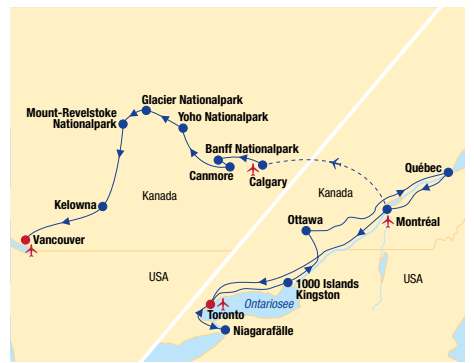 Glacier Nationalpark
Mount-Revelstoke
Nationalpark
Yoho Nationalpark
Banff Nationalpark
Canmore
Calgary
Québec
Kanada
Kanada
Kelowna
Ottawa
Montréal
Vancouver
USA
USA
1000 Islands
Kingston
Ontariosee
Toronto
Niagarafälle